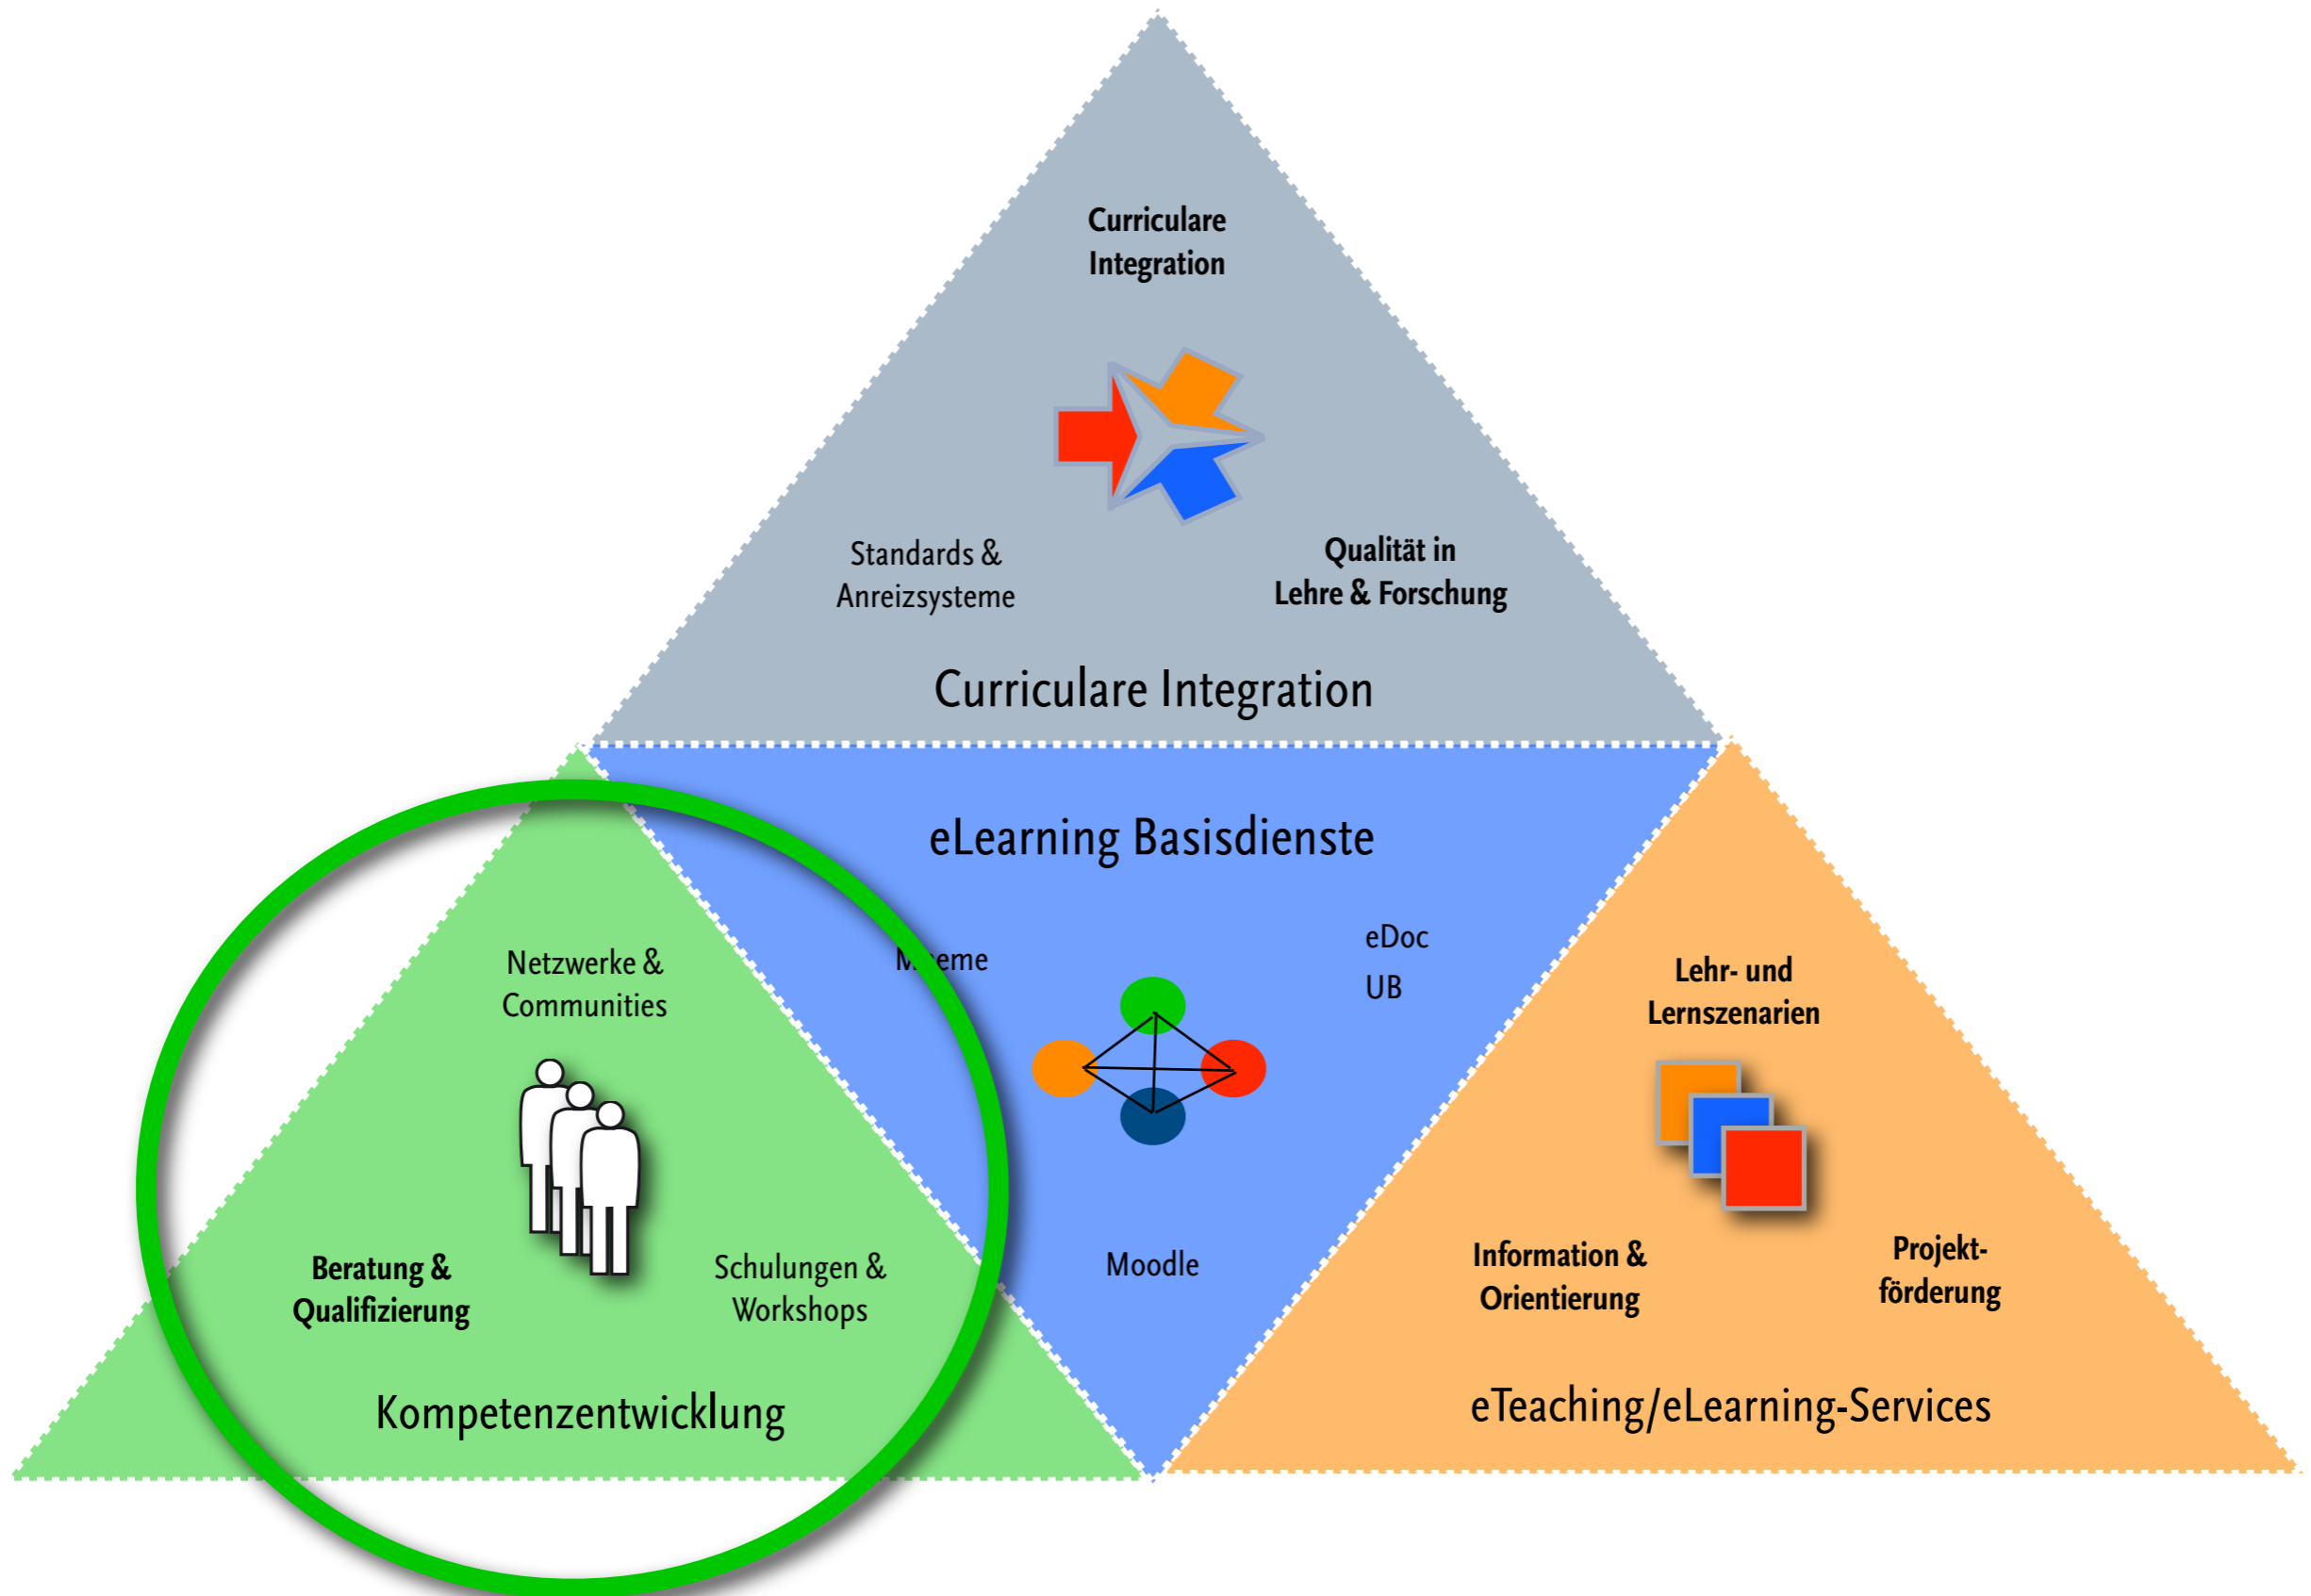 Curriculare
Integration
Standards &
Anreizsysteme
Qualität in
Lehre & Forschung
Curriculare Integration
eLearning Basisdienste
eDoc
UB
Moodle
Netzwerke &
Communities
Beratung &
Qualifizierung
Schulungen &
Workshops
Kompetenzentwicklung
Lehr- und
Lernszenarien
Information &
Orientierung
Projekt-
förderung
eTeaching/eLearning-Services